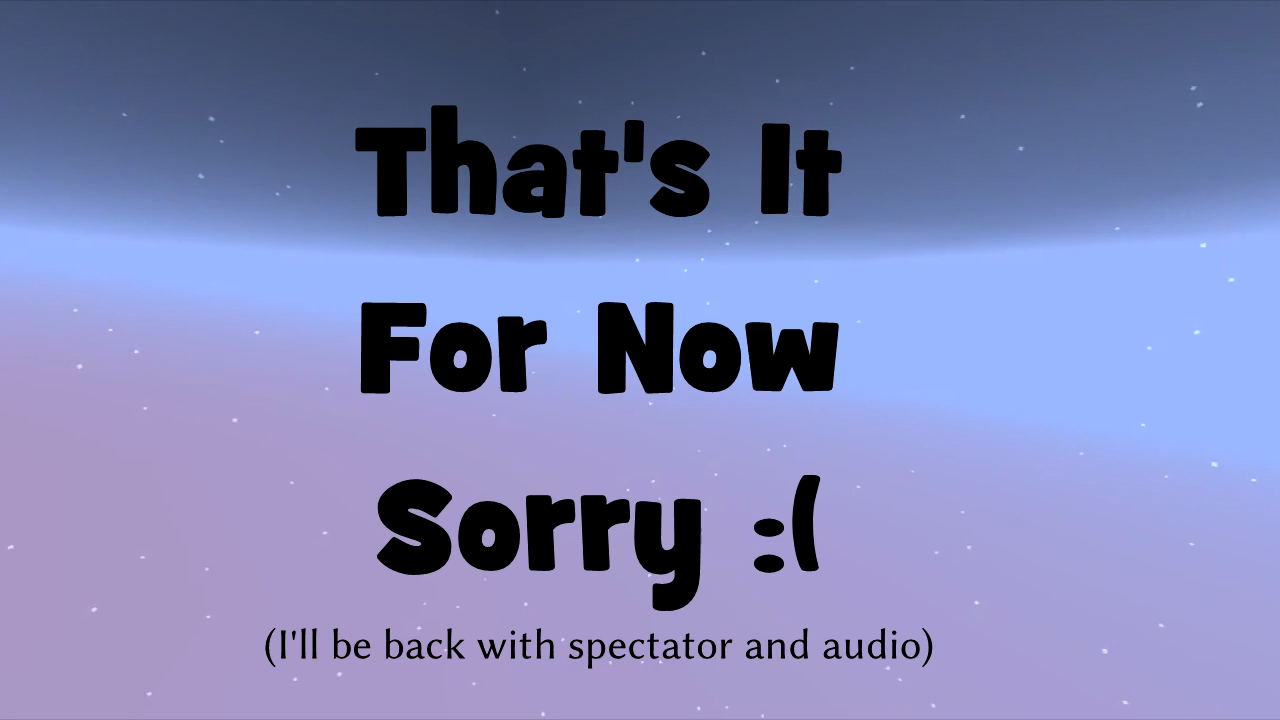 That's It
For Now
Sorry :(
(I'll be back with spectator and audio)